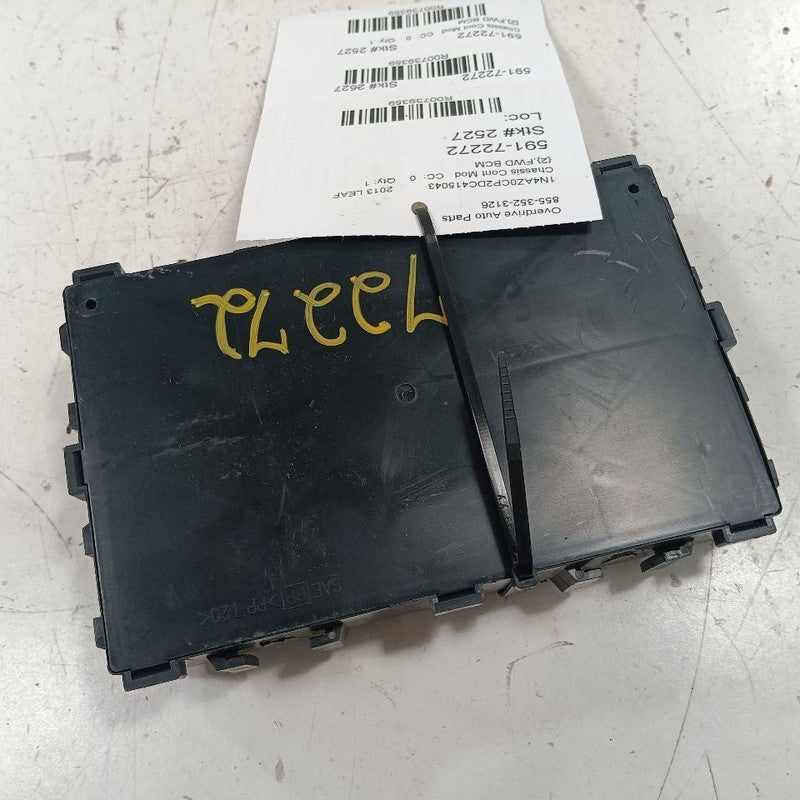 Overdrive Auto Parts
855-352-3126
1N4AZ0CP2DC415043 2013 LEAF
Chassis Cont Mod CC: 0 Qty: 1
(2),FWD BCM
591-72272
Stk# 2527
Loc:
R00739359
591-72272 Stk# 2527
R00739359
591-72272 Stk# 2527
Chassis Cont Mod CC: 0 Qty: 1
(2),FWD BCM
R00739359
72272
SAE PP >PP-T20<